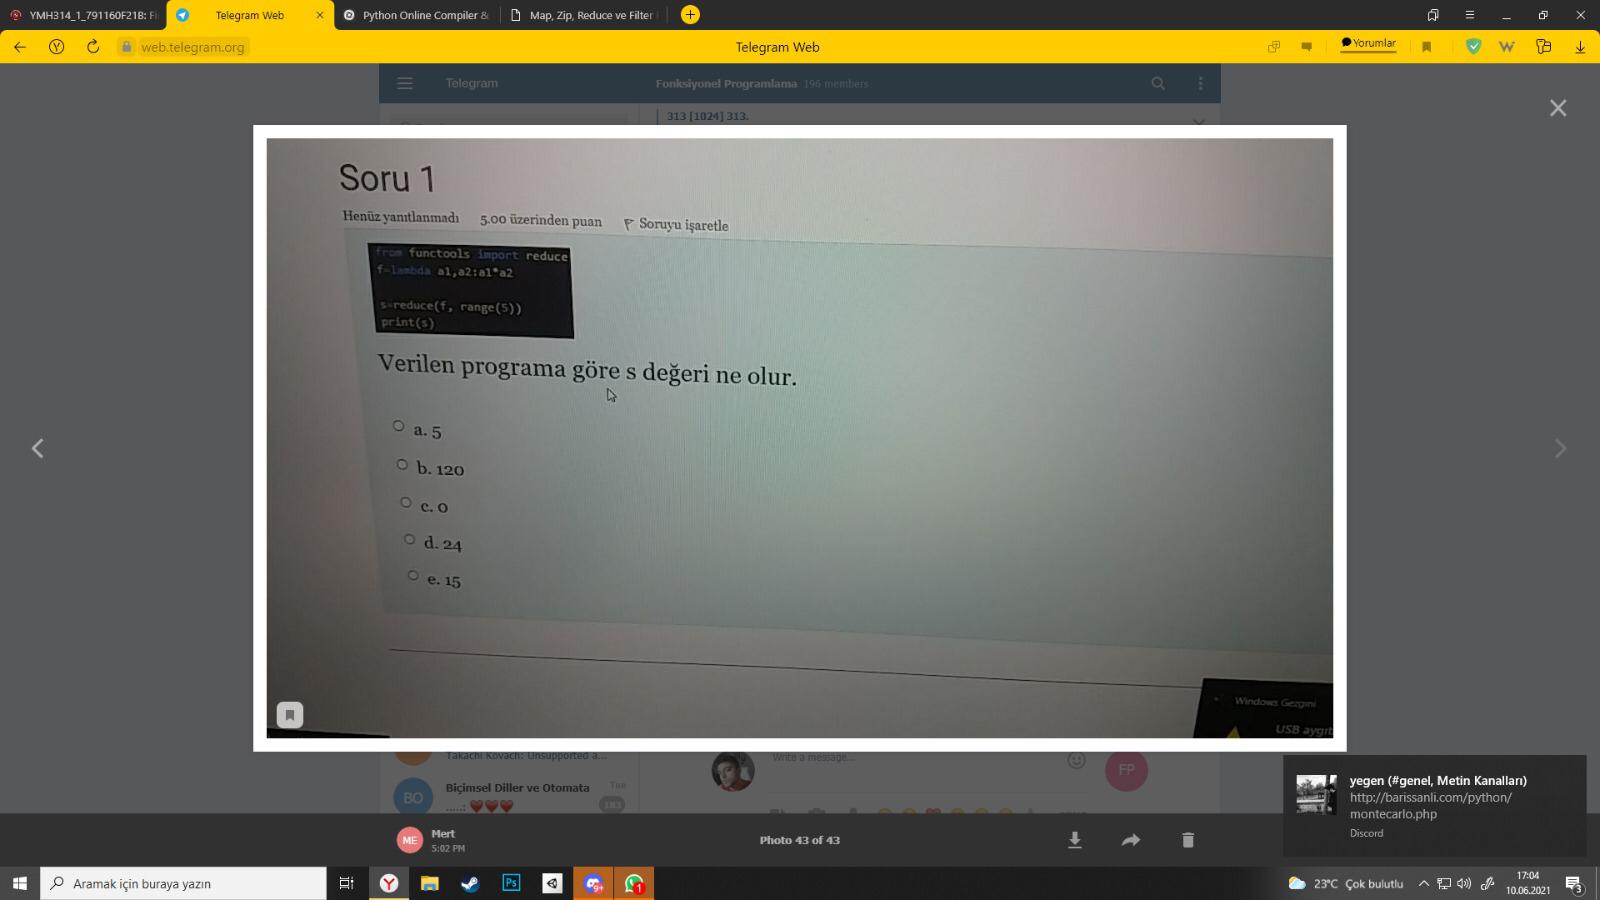 YMH314_1_791160F21B: Fi
Telegram Web
Python Online Compiler &
Map, Zip, Reduce ve Filter
web.telegram.org
Telegram Web
Yorumlar
Telegram
Fonksiyonel Programlama 196 members
313 [1024] 313.
Soru 1
Henüz yanıtlanmadı 5.00 üzerinden puan Soruyu işaretle
from functools import reduce
f=lambda a1,a2:a1*a2
s=reduce(f, range(5))
print(s)
Verilen programa göre s değeri ne olur.
a. 5
b. 120
c. 0
d. 24
e. 15
Windows Gezgini
USB aygıt
Takachi Kovach: Unsupported a...
Write a message...
FP
BO
Biçimsel Diller ve Otomata
Tue
.....: ❤❤❤
183
yegen (#genel, Metin Kanalları)
http://barissanli.com/python/
montecarlo.php
Discord
ME
Mert
5:02 PM
Photo 43 of 43
Aramak için buraya yazın
Ps
9+
1
23°C Çok bulutlu
17:04
10.06.2021
3